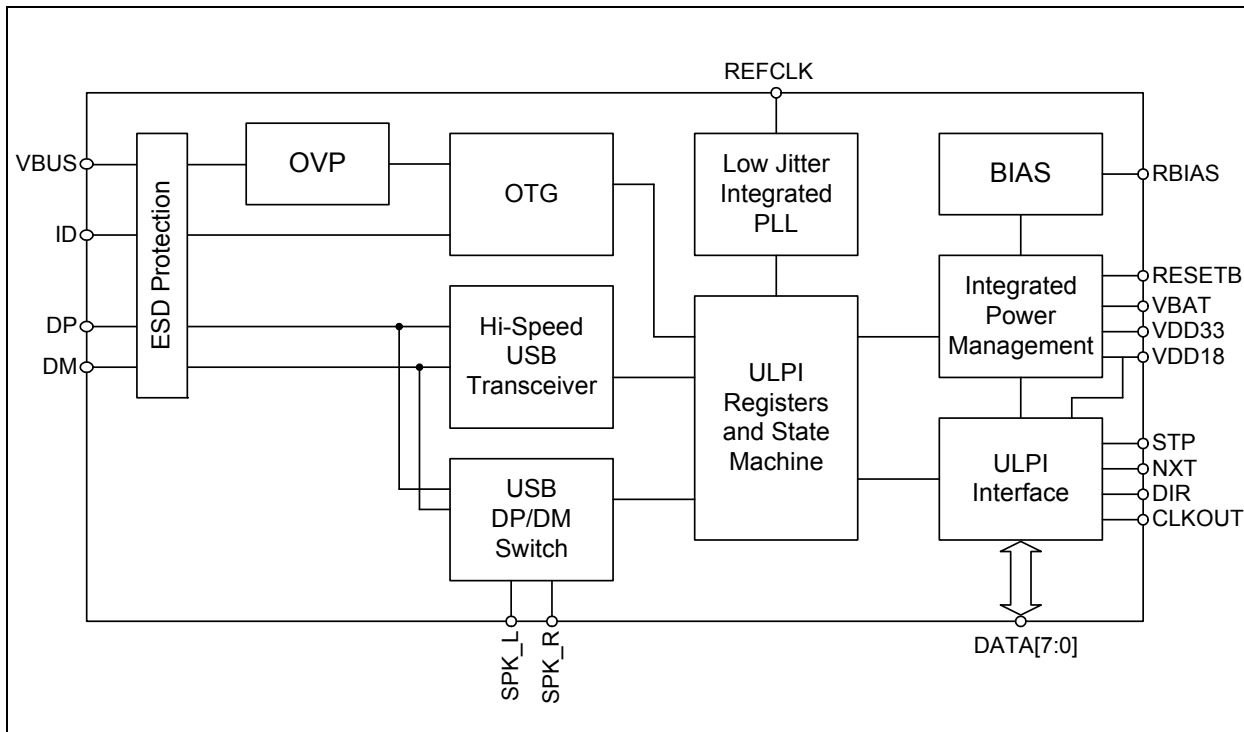 REFCLK
VBUS
ID
DP
DM
ESD Protection
OVP
OTG
Hi-Speed
USB
Transceiver
USB
DP/DM
Switch
SPK_L
SPK_R
Low Jitter
Integrated
PLL
ULPI
Registers
and State
Machine
BIAS
Integrated
Power
Management
ULPI
Interface
RBIAS
RESETB
VBAT
VDD33
VDD18
STP
NXT
DIR
CLKOUT
DATA[7:0]